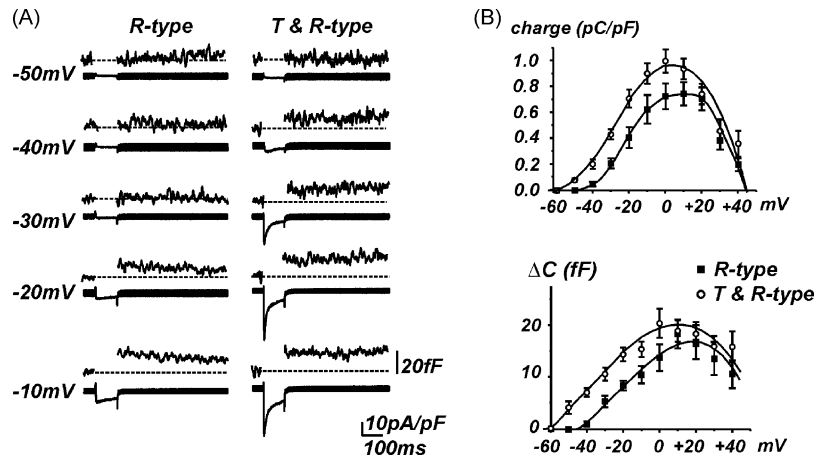 (A)
R-type
T & R-type
-50mV
-40mV
-30mV
-20mV
-10mV
20fF
10pA/pF
100ms
(B)
charge (pC/pF)
1.0
0.8
0.6
0.4
0.2
0.0
-60 -40 -20 0 +20 +40 mV
ΔC (fF)
R-type
T & R-type
20
10
0
-60 -40 -20 0 +20 +40 mV